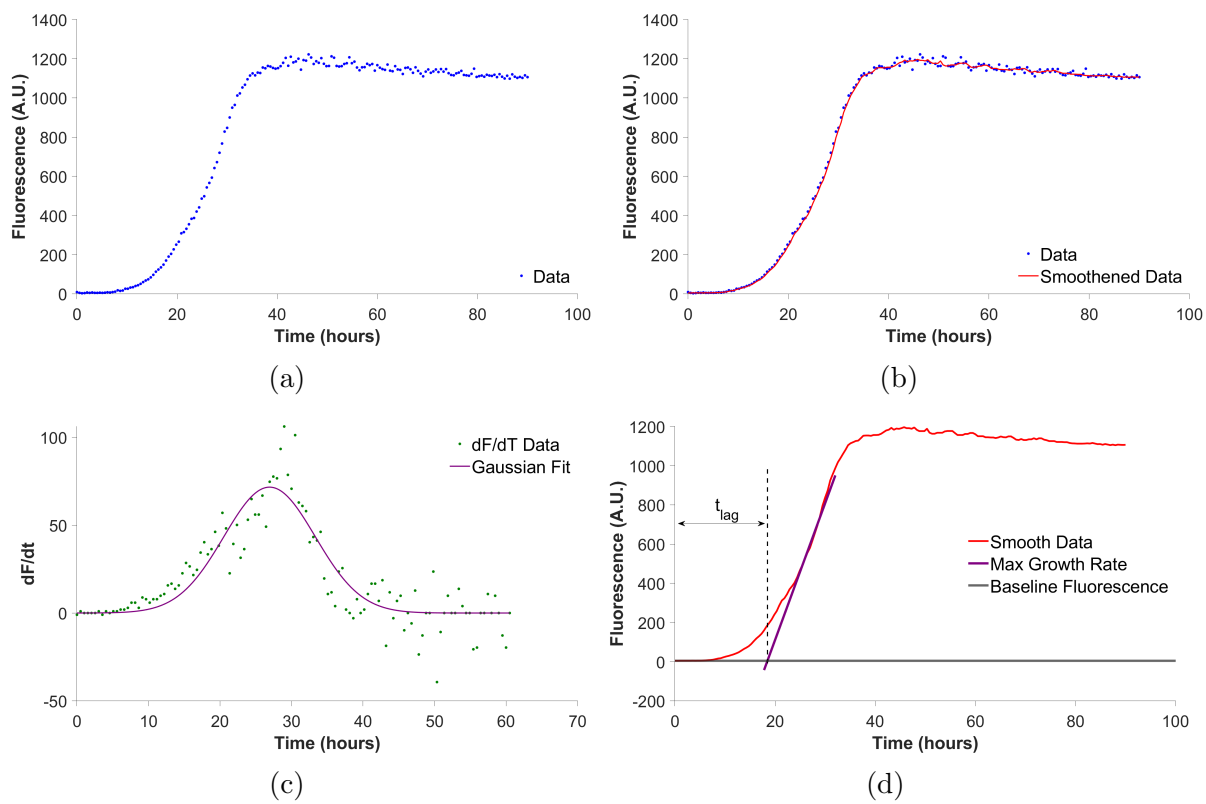 1400
1200
1000
800
600
400
200
0
0 20 40 60 80 100
Fluorescence (A.U.)
Time (hours)
Data
(a)
1400
1200
1000
800
600
400
200
0
0 20 40 60 80 100
Fluorescence (A.U.)
Time (hours)
Data
Smoothened Data
(b)
100
50
0
-50
0 10 20 30 40 50 60 70
dF/dt
Time (hours)
dF/dT Data
Gaussian Fit
(c)
1200
1000
800
600
400
200
0
-200
0 20 40 60 80 100
Fluorescence (A.U.)
Time (hours)
tlag
Smooth Data
Max Growth Rate
Baseline Fluorescence
(d)